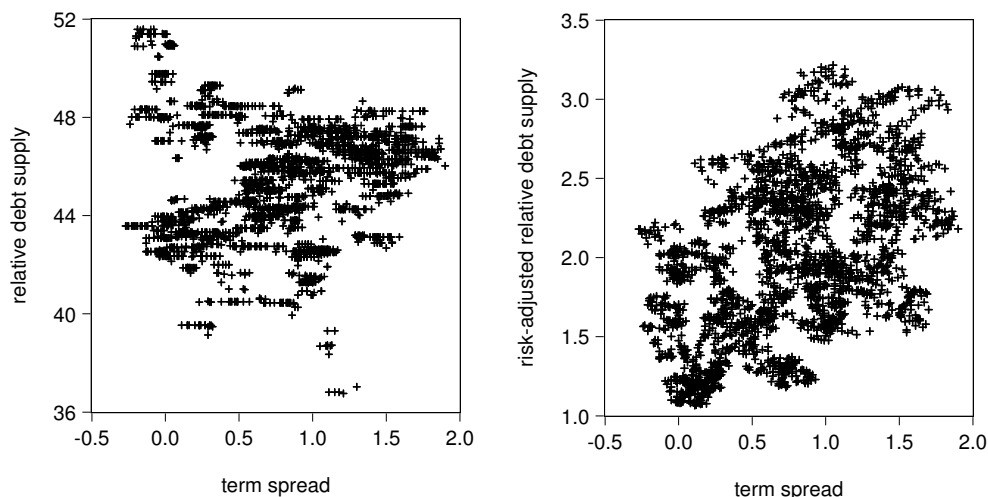 52
48
44
40
36
relative debt supply
-0.5 0.0 0.5 1.0 1.5 2.0
term spread
3.5
3.0
2.5
2.0
1.5
1.0
risk-adjusted relative debt supply
-0.5 0.0 0.5 1.0 1.5 2.0
term spread